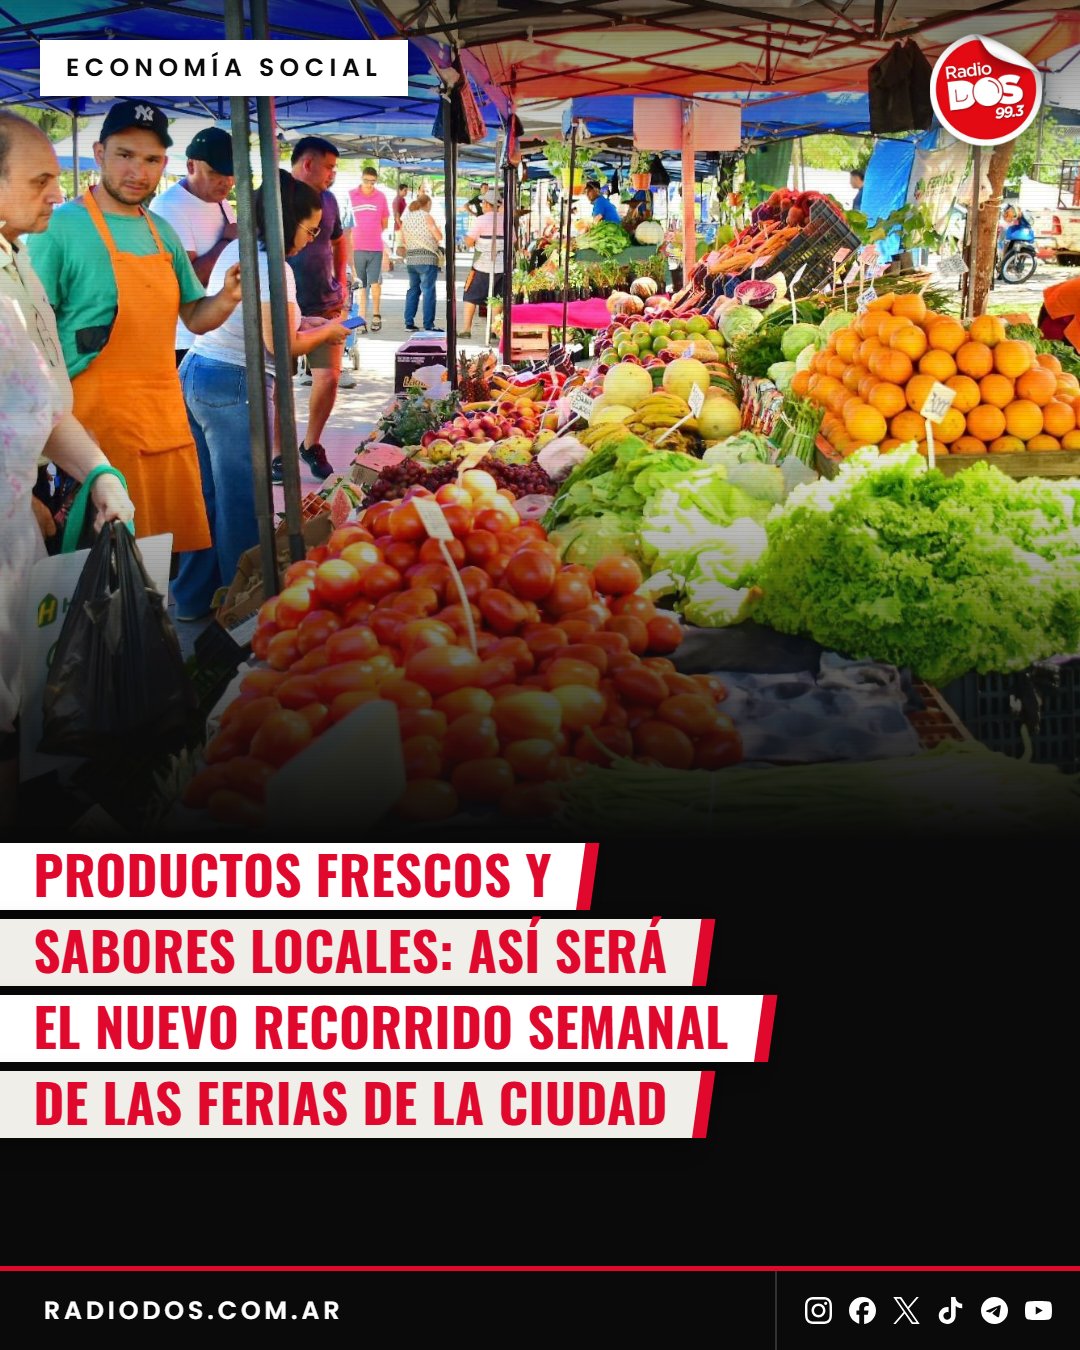 ECONOMÍA SOCIAL
Radio
DOS
99.3
NY
PRODUCTOS FRESCOS Y
SABORES LOCALES: ASÍ SERÁ
EL NUEVO RECORRIDO SEMANAL
DE LAS FERIAS DE LA CIUDAD
RADIODOS.COM.AR